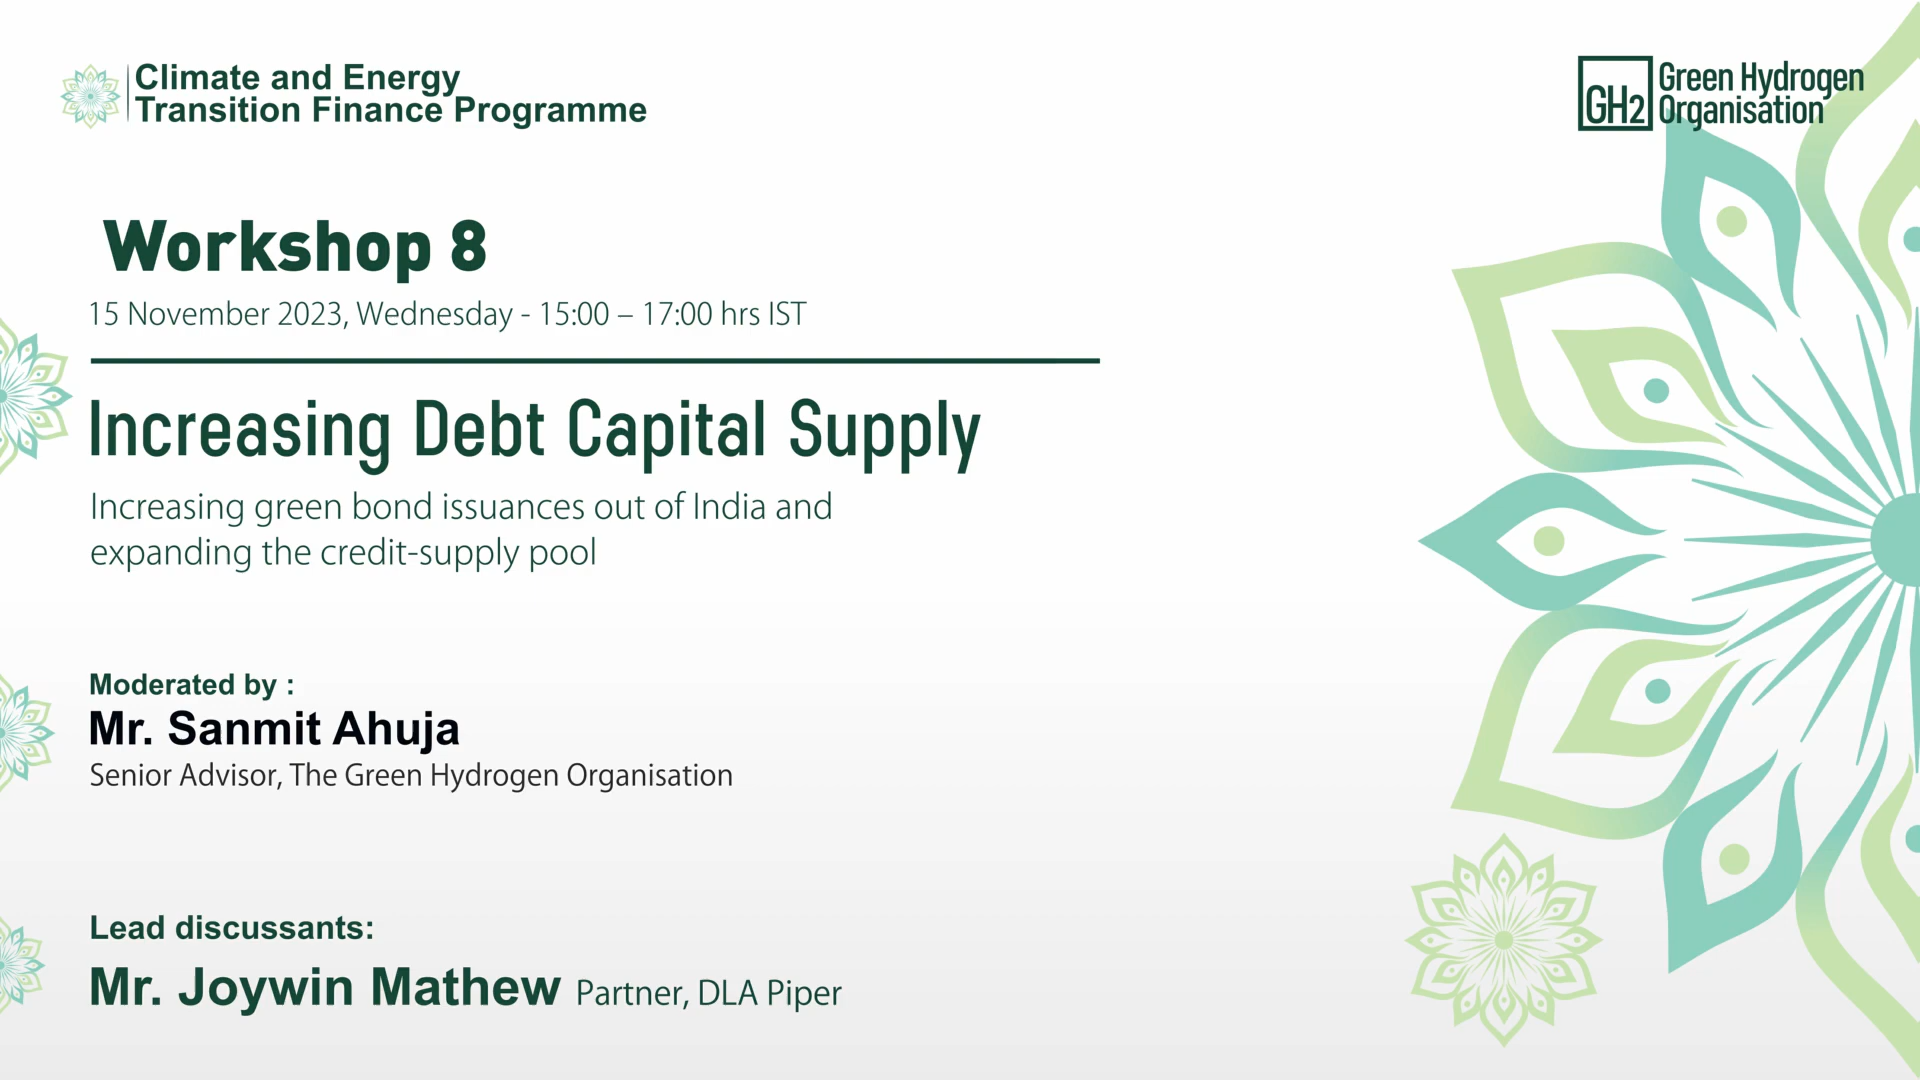 Climate and Energy
Transition Finance Programme
GH2
Green Hydrogen
Organisation
Workshop 8
15 November 2023, Wednesday - 15:00 – 17:00 hrs IST
Increasing Debt Capital Supply
Increasing green bond issuances out of India and
expanding the credit-supply pool
Moderated by :
Mr. Sanmit Ahuja
Senior Advisor, The Green Hydrogen Organisation
Lead discussants:
Mr. Joywin Mathew Partner, DLA Piper